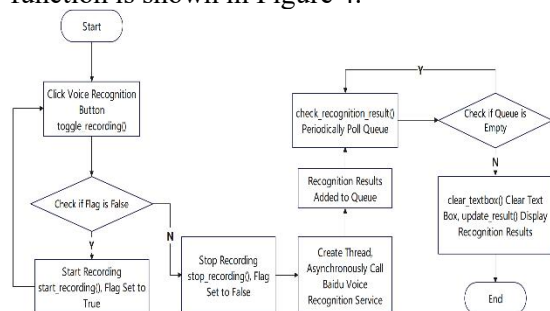 function is shown in Figure 4.
Start
Click Voice Recognition
Button
toggle recording()
Check if Flag is False
Y
N
Start Recording
start_recording(), Flag Set to
True
Stop Recording
stop_recording(), Flag
Set to False
Create Thread,
Asynchronously Call
Baidu Voice
Recognition Service
Recognition Results
Added to Queue
check_recognition_result()
Periodically Poll Queue
Y
Check if Queue is
Empty
N
clear_textbox() Clear Text
Box, update_result() Display
Recognition Results
End